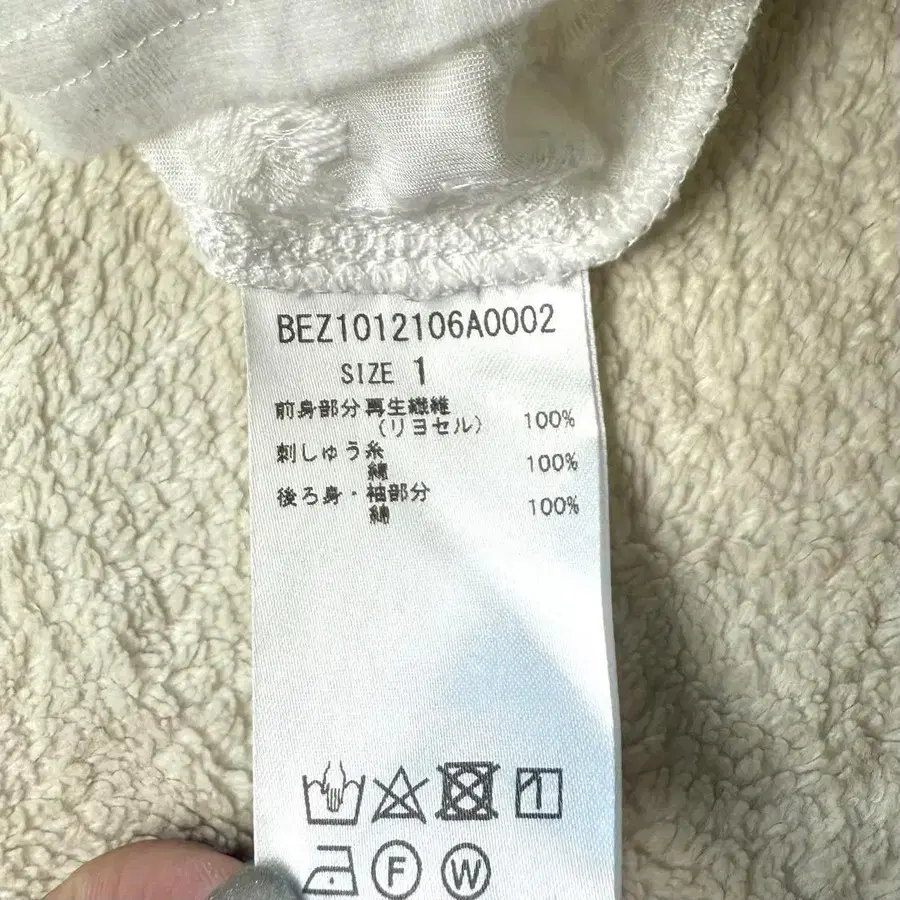 BEZ1012106A0002
SIZE 1
前身部分 再生繊維
(リヨセル) 100%
刺しゅう糸
綿 100%
後ろ身・袖部分
綿 100%
F W